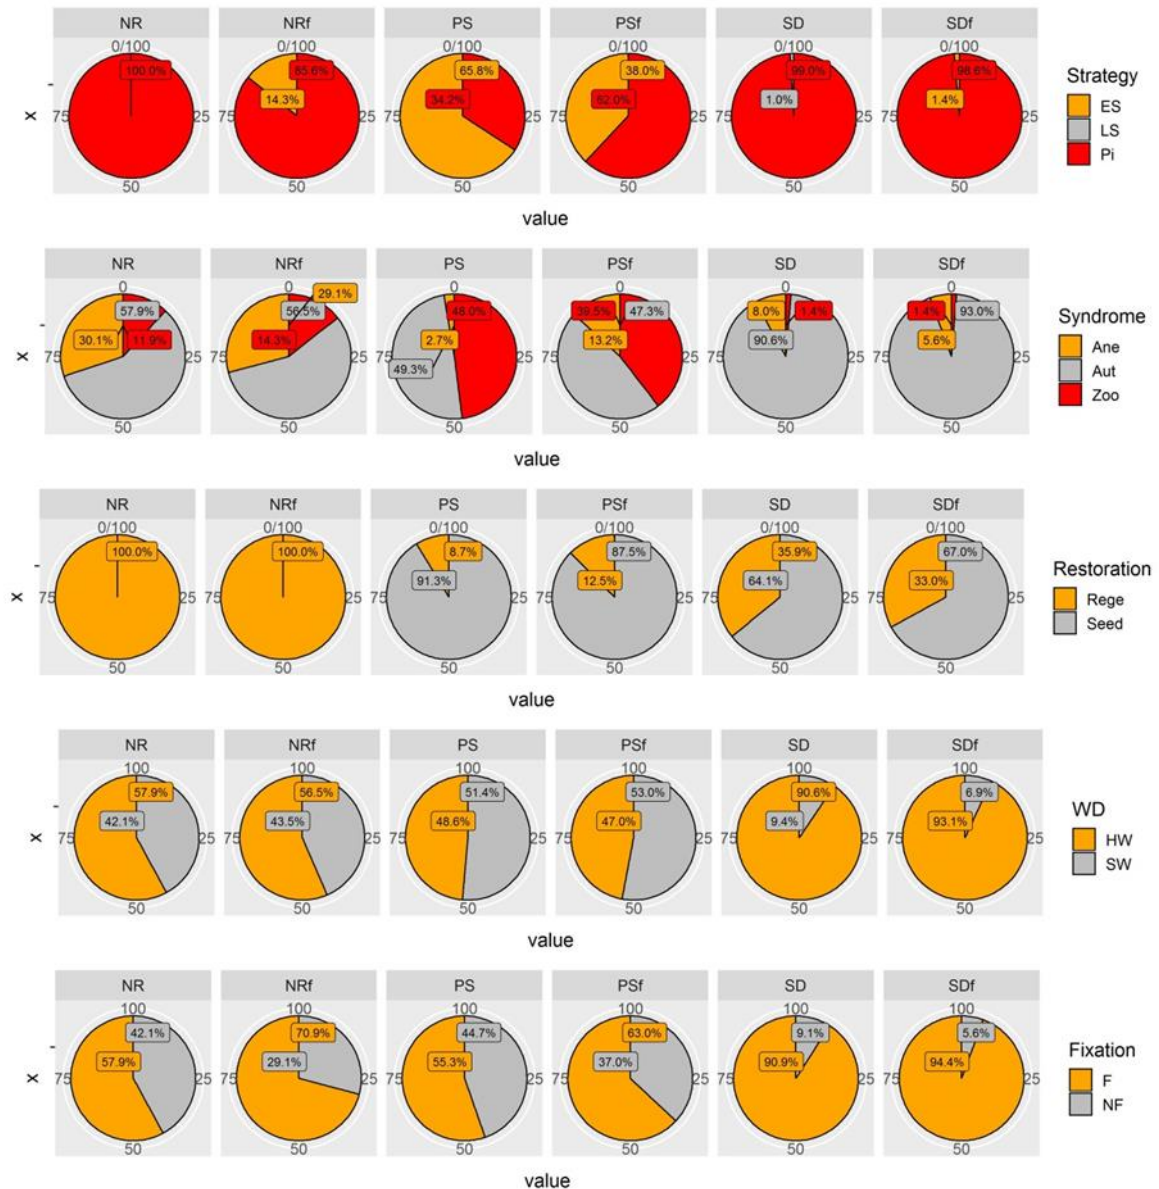 NR NRf PS PSf SD SDf
0/100 0/100 0/100 0/100 0/100 0/100
100.0% 85.6% 65.8% 38.0% 99.0% 98.6%
14.3% 34.2% 62.0% 1.0% 1.4%
75 25 75 25 75 25 75 25 75 25 75 25
50 50 50 50 50 50
x
value
Strategy
ES
LS
Pi
NR NRf PS PSf SD SDf
0 0 0 0 0 0
29.1%
57.9% 56.5% 48.0% 39.5% 47.3% 8.0% 1.4% 1.4% 93.0%
30.1% 11.9% 14.3% 2.7% 13.2% 90.6% 5.6%
49.3%
75 25 75 25 75 25 75 25 75 25 75 25
50 50 50 50 50 50
x
value
Syndrome
Ane
Aut
Zoo
NR NRf PS PSf SD SDf
0/100 0/100 0/100 0/100 0/100 0/100
100.0% 100.0% 8.7% 87.5% 35.9% 67.0%
91.3% 12.5% 64.1% 33.0%
75 25 75 25 75 25 75 25 75 25 75 25
50 50 50 50 50 50
x
value
Restoration
Rege
Seed
NR NRf PS PSf SD SDf
100 100 100 100 100 100
57.9% 56.5% 51.4% 53.0% 90.6% 6.9%
42.1% 43.5% 48.6% 47.0% 9.4% 93.1%
75 25 75 25 75 25 75 25 75 25 75 25
50 50 50 50 50 50
x
value
WD
HW
SW
NR NRf PS PSf SD SDf
100 100 100 100 100 100
42.1% 70.9% 44.7% 63.0% 9.1% 5.6%
57.9% 29.1% 55.3% 37.0% 90.9% 94.4%
75 25 75 25 75 25 75 25 75 25 75 25
50 50 50 50 50 50
x
value
Fixation
F
NF